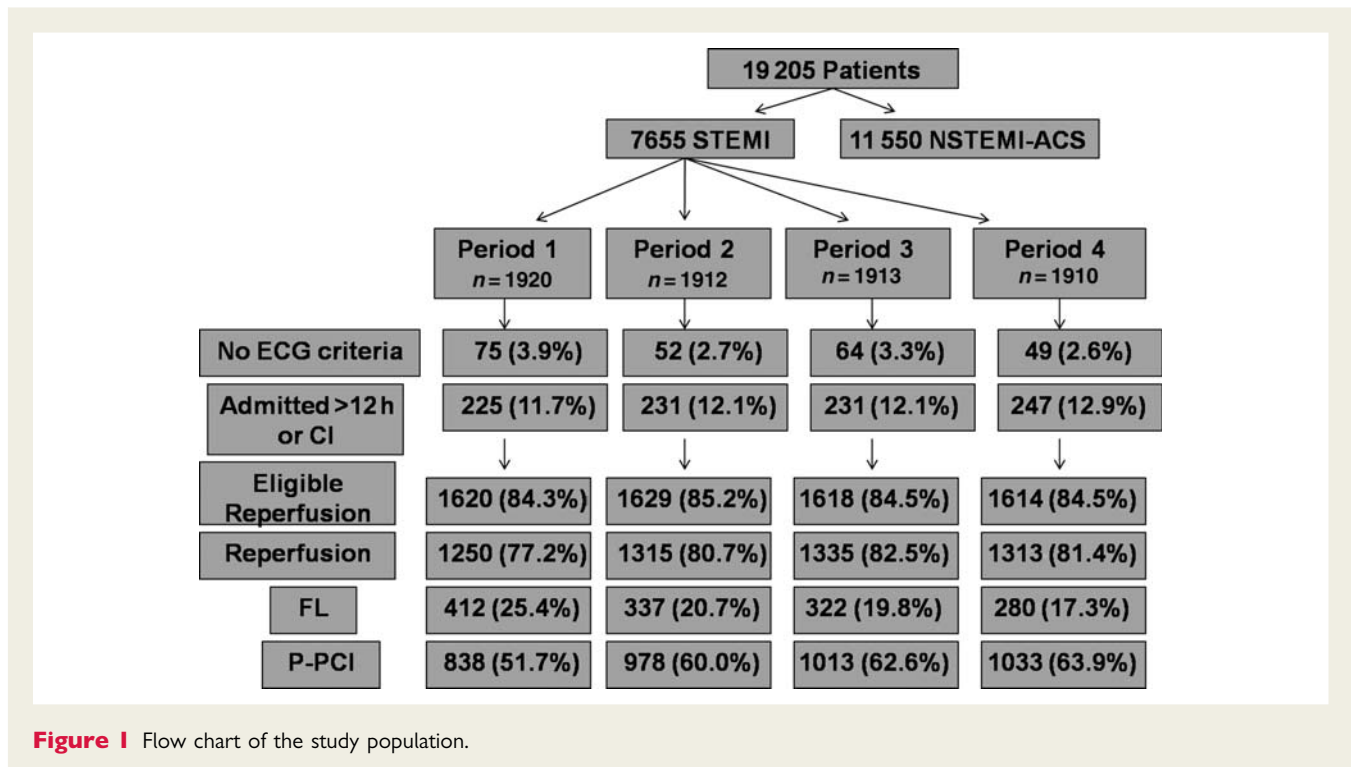 19 205 Patients
7655 STEMI
11 550 NSTEMI-ACS
Period 1
n= 1920
Period 2
n= 1912
Period 3
n= 1913
Period 4
n= 1910
No ECG criteria
75 (3.9%)
52 (2.7%)
64 (3.3%)
49 (2.6%)
Admitted >12 h
or CI
225 (11.7%)
231 (12.1%)
231 (12.1%)
247 (12.9%)
Eligible
Reperfusion
1620 (84.3%)
1629 (85.2%)
1618 (84.5%)
1614 (84.5%)
Reperfusion
1250 (77.2%)
1315 (80.7%)
1335 (82.5%)
1313 (81.4%)
FL
412 (25.4%)
337 (20.7%)
322 (19.8%)
280 (17.3%)
P-PCI
838 (51.7%)
978 (60.0%)
1013 (62.6%)
1033 (63.9%)
Figure 1 Flow chart of the study population.